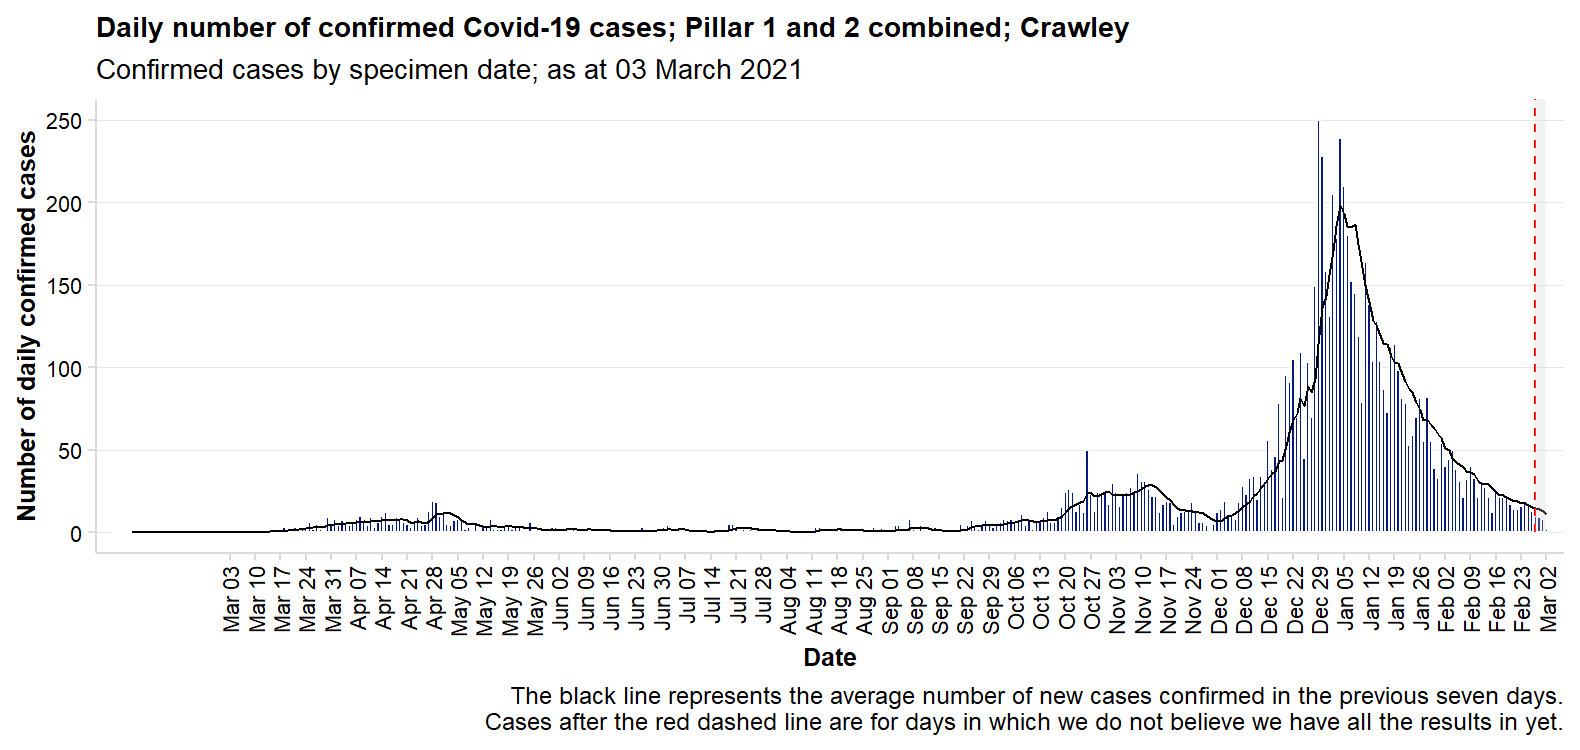 Daily number of confirmed Covid-19 cases; Pillar 1 and 2 combined; Crawley
Confirmed cases by specimen date; as at 03 March 2021
Number of daily confirmed cases
250
200
150
100
50
0
Mar 03
Mar 10
Mar 17
Mar 24
Mar 31
Apr 07
Apr 14
Apr 21
Apr 28
May 05
May 12
May 19
May 26
Jun 02
Jun 09
Jun 16
Jun 23
Jun 30
Jul 07
Jul 14
Jul 21
Jul 28
Aug 04
Aug 11
Aug 18
Aug 25
Sep 01
Sep 08
Sep 15
Sep 22
Sep 29
Oct 06
Oct 13
Oct 20
Oct 27
Nov 03
Nov 10
Nov 17
Nov 24
Dec 01
Dec 08
Dec 15
Dec 22
Dec 29
Jan 05
Jan 12
Jan 19
Jan 26
Feb 02
Feb 09
Feb 16
Feb 23
Mar 02
Date
The black line represents the average number of new cases confirmed in the previous seven days.
Cases after the red dashed line are for days in which we do not believe we have all the results in yet.